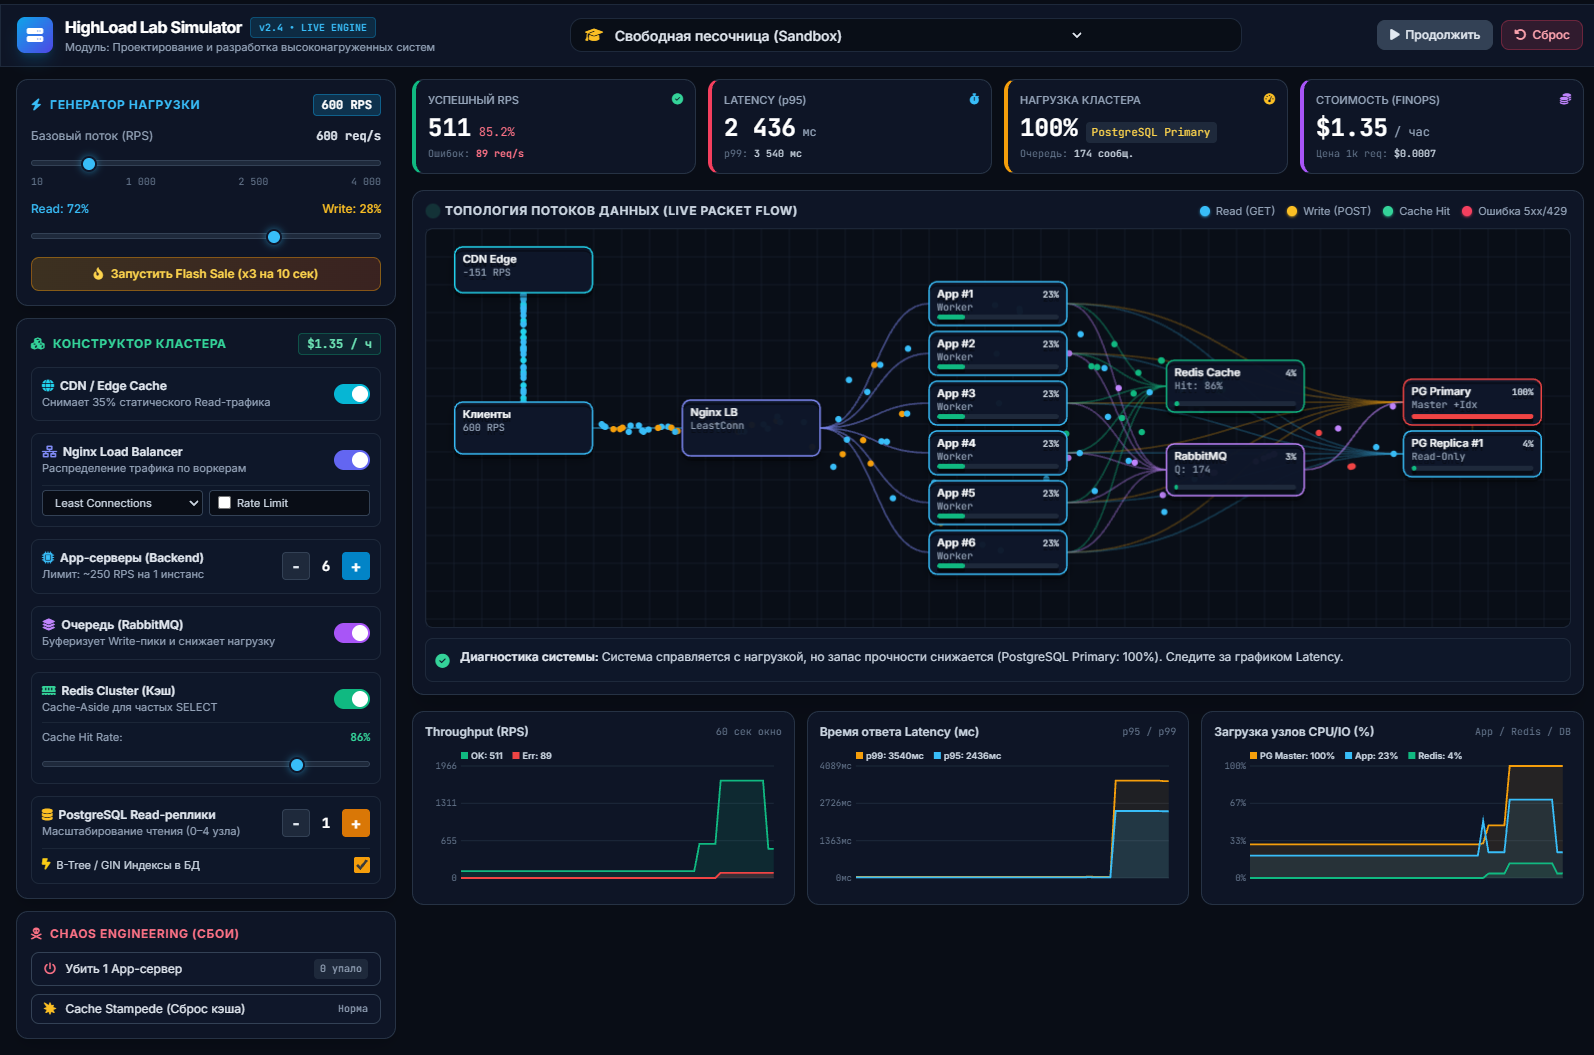 HighLoad Lab Simulator
v2.4 • LIVE ENGINE
Модуль: Проектирование и разработка высоконагруженных систем
Свободная песочница (Sandbox)
Продолжить
Сброс
ГЕНЕРАТОР НАГРУЗКИ
600 RPS
Базовый поток (RPS)
600 req/s
10
1 000
2 500
4 000
Read: 72%
Write: 28%
Запустить Flash Sale (x3 на 10 сек)
КОНСТРУКТОР КЛАСТЕРА
$1.35 / ч
CDN / Edge Cache
Снимает 35% статического Read-трафика
Nginx Load Balancer
Распределение трафика по воркерам
Least Connections
Rate Limit
App-серверы (Backend)
Лимит: ~250 RPS на 1 инстанс
-
6
+
Очередь (RabbitMQ)
Буферизует Write-пики и снижает нагрузку
Redis Cluster (Кэш)
Cache-Aside для частых SELECT
Cache Hit Rate:
86%
PostgreSQL Read-реплики
Масштабирование чтения (0–4 узла)
-
1
+
B-Tree / GIN Индексы в БД
CHAOS ENGINEERING (СБОИ)
Убить 1 App-сервер
0 упало
Cache Stampede (Сброс кэша)
Норма
УСПЕШНЫЙ RPS
511 85.2%
Ошибок: 89 req/s
LATENCY (p95)
2 436 мс
p99: 3 540 мс
НАГРУЗКА КЛАСТЕРА
100% PostgreSQL Primary
Очередь: 174 сообщ.
СТОИМОСТЬ (FINOPS)
$1.35 / час
Цена 1k req: $0.0007
ТОПОЛОГИЯ ПОТОКОВ ДАННЫХ (LIVE PACKET FLOW)
Read (GET)
Write (POST)
Cache Hit
Ошибка 5xx/429
CDN Edge
-151 RPS
Клиенты
600 RPS
Nginx LB
LeastConn
App #1
23%
Worker
App #2
23%
Worker
App #3
23%
Worker
App #4
23%
Worker
App #5
23%
Worker
App #6
23%
Worker
Redis Cache
4%
Hit: 86%
RabbitMQ
3%
Q: 174
PG Primary
100%
Master +Idx
PG Replica #1
4%
Read-Only
Диагностика системы: Система справляется с нагрузкой, но запас прочности снижается (PostgreSQL Primary: 100%). Следите за графиком Latency.
Throughput (RPS)
60 сек окно
OK: 511
Err: 89
1966
1311
655
0
Время ответа Latency (мс)
p95 / p99
p99: 3540мс
p95: 2436мс
4089мс
2726мс
1363мс
0мс
Загрузка узлов CPU/IO (%)
App / Redis / DB
PG Master: 100%
App: 23%
Redis: 4%
100%
67%
33%
0%